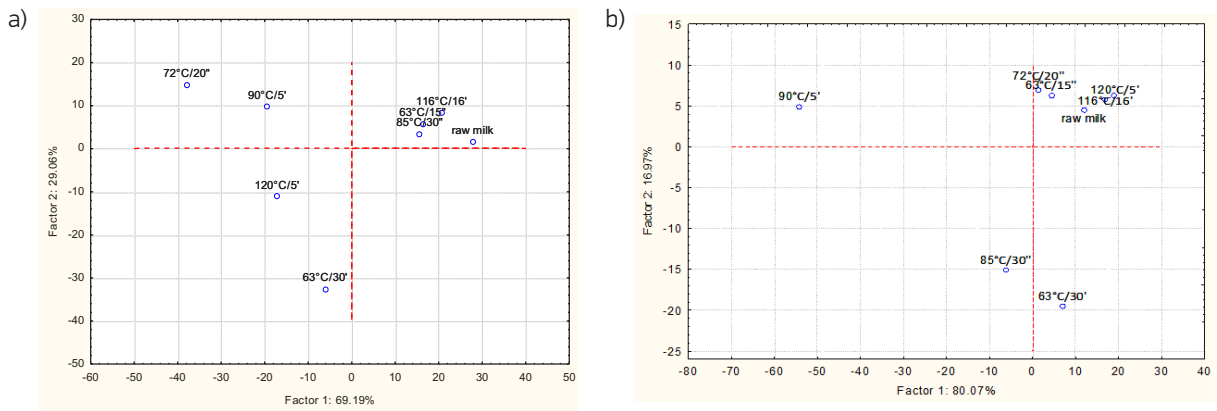 a)
30
20
10
0
-10
-20
-30
-40
-50
-60
-50
-40
-30
-20
-10
0
10
20
30
40
50
Factor 2: 29.06%
Factor 1: 69.19%
72°C/20"
90°C/5'
116°C/16'
63°C/15"
85°C/30"
raw milk
120°C/5'
63°C/30'
b)
15
10
5
0
-5
-10
-15
-20
-25
-80
-70
-60
-50
-40
-30
-20
-10
0
10
20
30
40
Factor 2: 16.97%
Factor 1: 80.07%
90°C/5'
72°C/20"
63°C/15"
120°C/5'
116°C/16'
raw milk
85°C/30"
63°C/30'